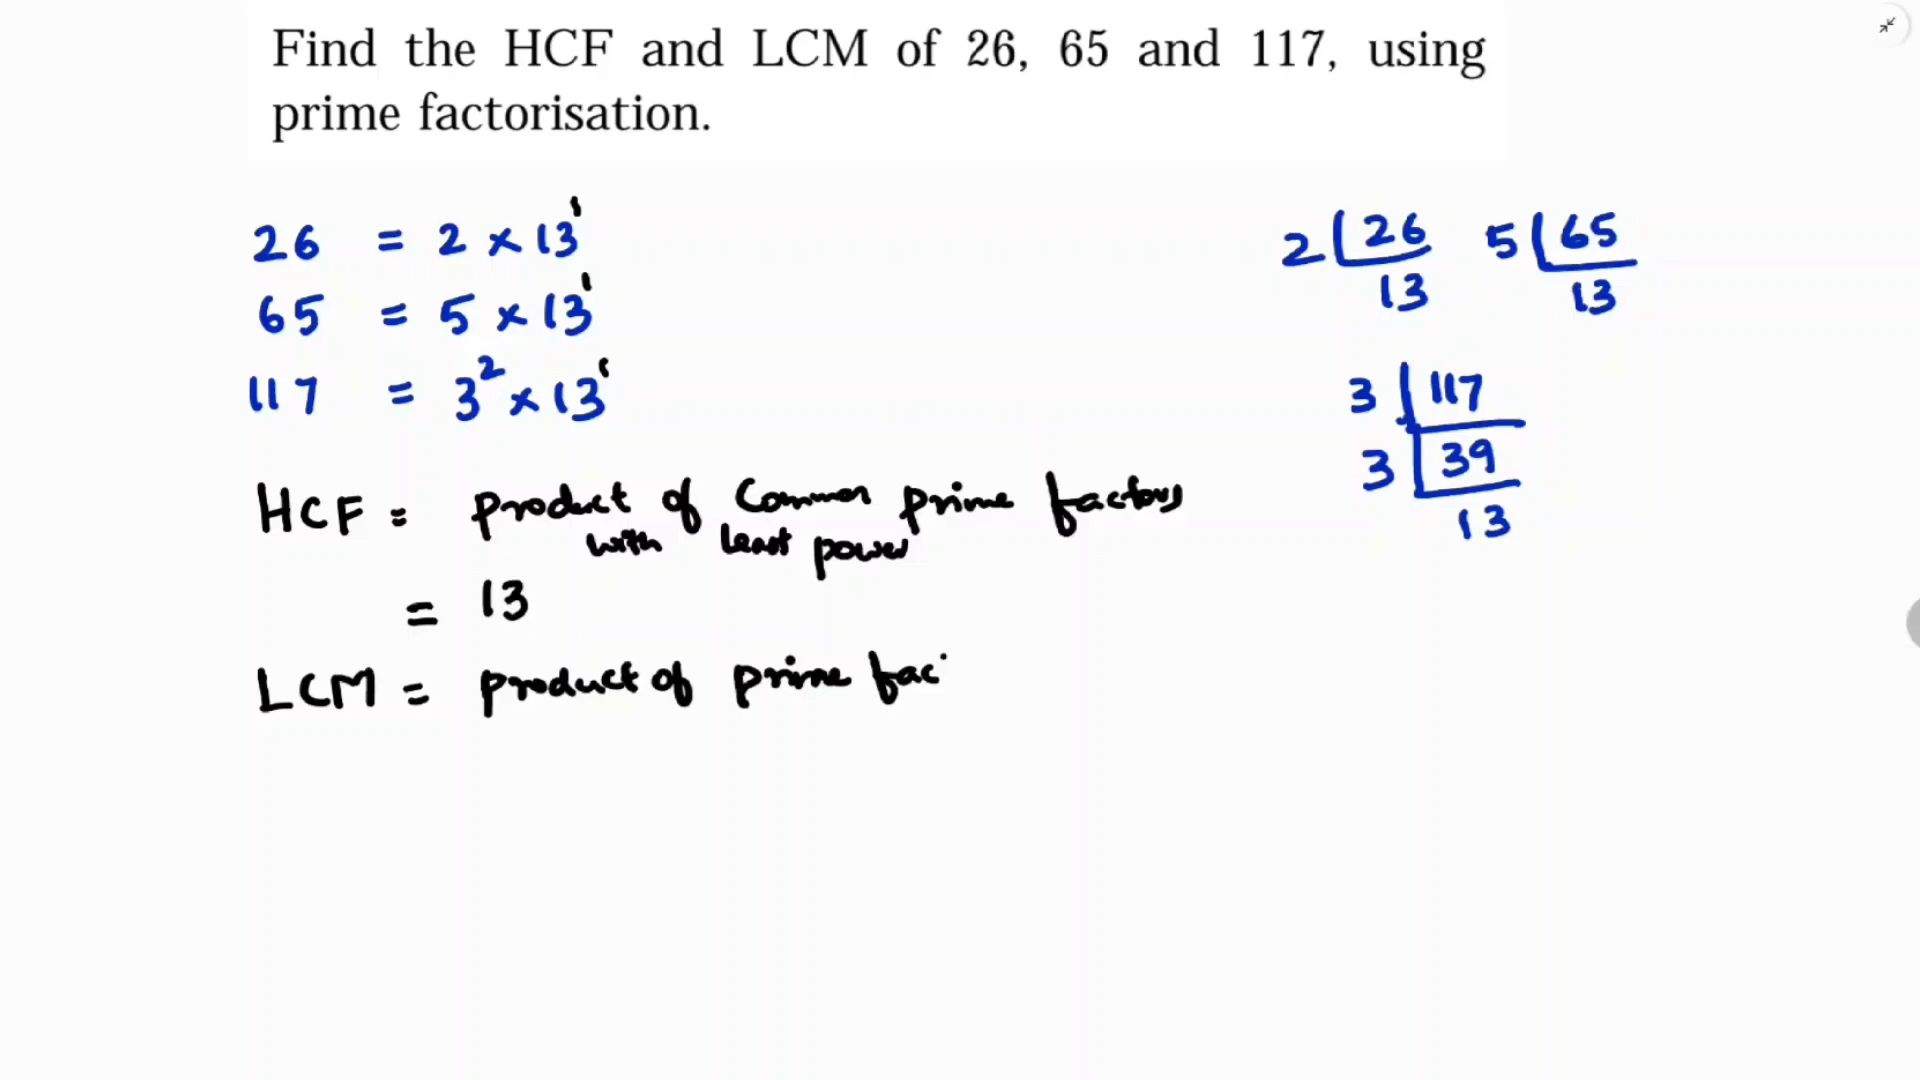 Find the HCF and LCM of 26, 65 and 117, using
prime factorisation.
26 = 2 × 13¹
65 = 5 × 13¹
117 = 3² × 13¹
HCF = product of Common prime factors
with least power
= 13
LCM = product of prime fac
2 26
13
5 65
13
3 117
3 39
13